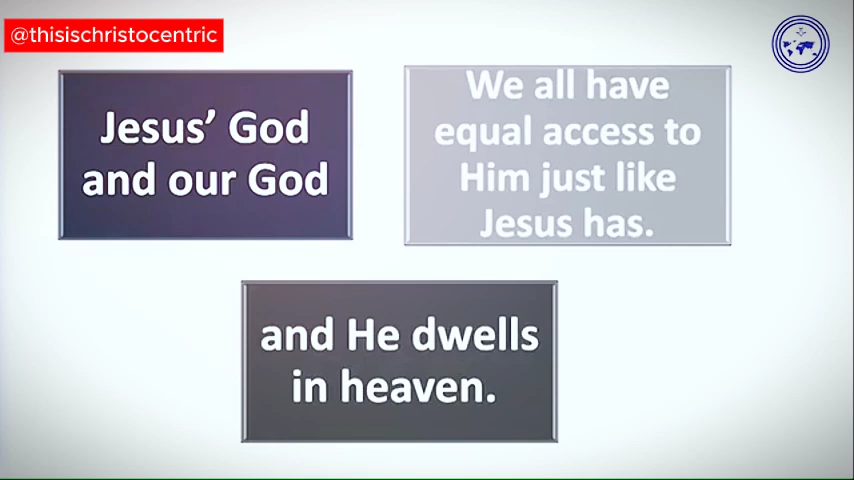 @thisischristocentric
Jesus’ God
and our God
We all have
equal access to
Him just like
Jesus has.
and He dwells
in heaven.